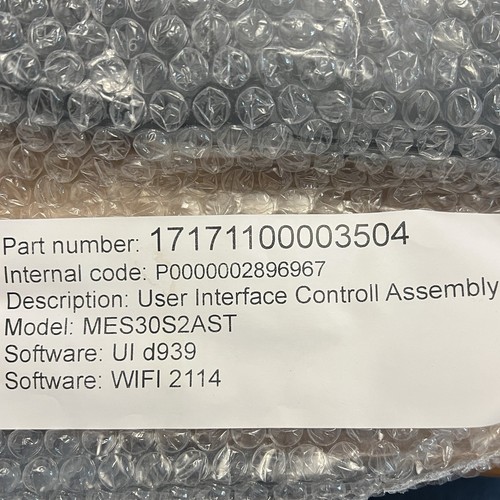 Part number: 17171100003504
Internal code: P0000002896967
Description: User Interface Controll Assembly
Model: MES30S2AST
Software: UI d939
Software: WIFI 2114